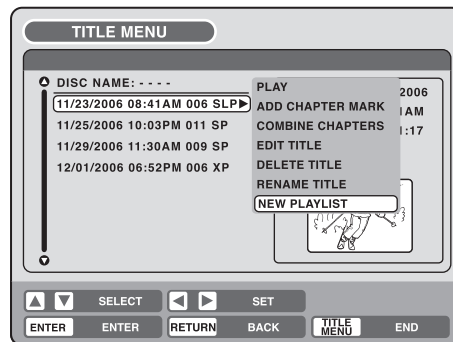 TITLE MENU
DISC NAME: - - - -
11/23/2006 08:41AM 006 SLP
11/25/2006 10:03PM 011 SP
11/29/2006 11:30AM 009 SP
12/01/2006 06:52PM 006 XP
PLAY
ADD CHAPTER MARK
COMBINE CHAPTERS
EDIT TITLE
DELETE TITLE
RENAME TITLE
NEW PLAYLIST
2006
AM
:17
SELECT SET
ENTER ENTER RETURN BACK TITLE MENU END